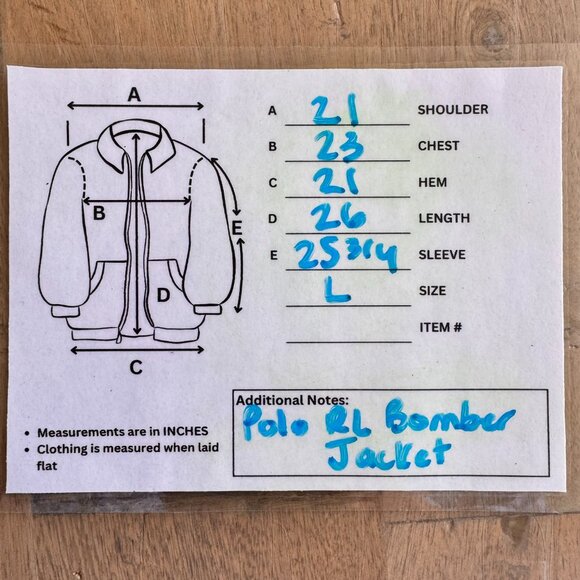 A
A 21 SHOULDER
B 23 CHEST
C 21 HEM
B
D 26 LENGTH
E
E 25 3/4 SLEEVE
D
L SIZE
ITEM #
C
Additional Notes:
Polo RL Bomber
Jacket
• Measurements are in INCHES
• Clothing is measured when laid
flat